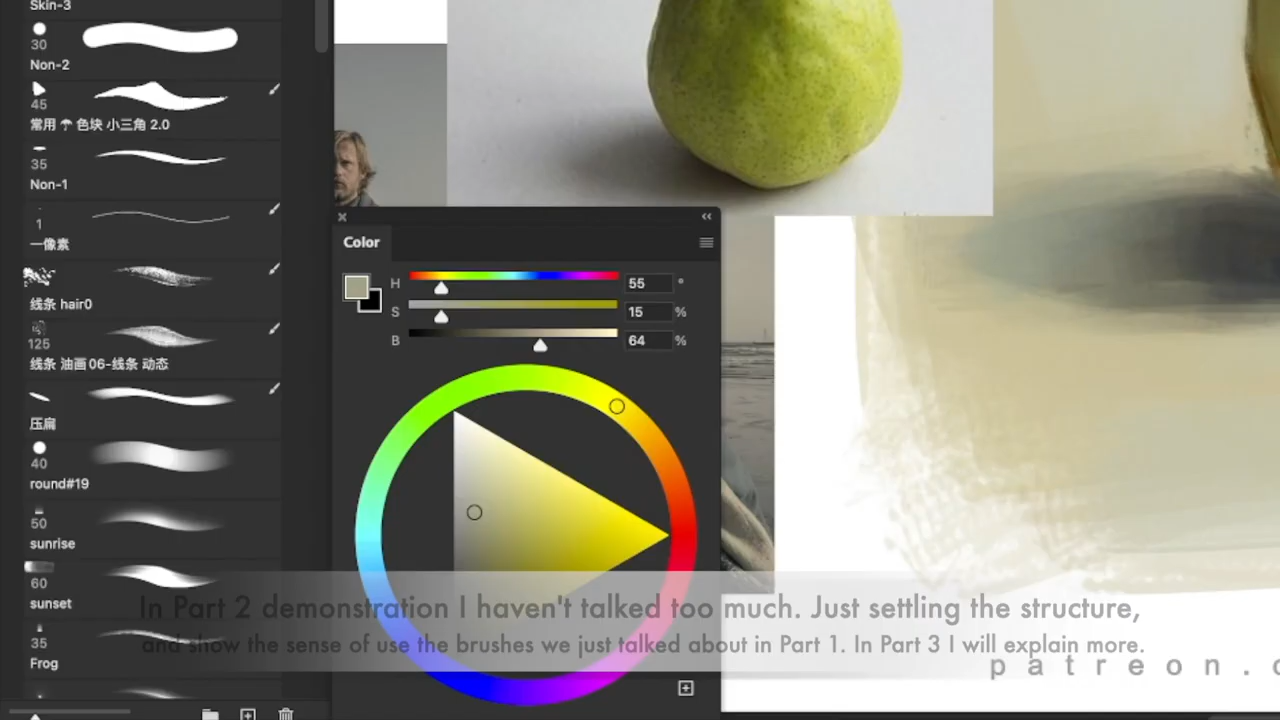 Skin-3
30
Non-2
45
常用 ☂ 色块 小三角 2.0
35
Non-1
1
一像素
线条 hair0
125
线条 油画 06-线条 动态
压扁
40
round#19
50
sunrise
60
sunset
35
Frog
Color
H 55 °
S 15 %
B 64 %
In Part 2 demonstration I haven't talked too much. Just settling the structure,
and show the sense of use the brushes we just talked about in Part 1. In Part 3 I will explain more.
patreon.c